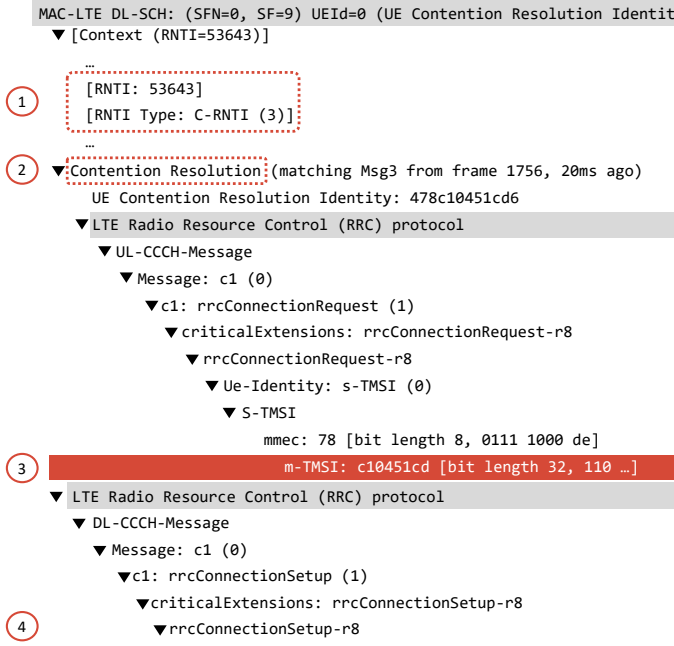 MAC-LTE DL-SCH: (SFN=0, SF=9) UEId=0 (UE Contention Resolution Identit
▼ [Context (RNTI=53643)]
…
1 [RNTI: 53643]
[RNTI Type: C-RNTI (3)]
…
2 ▼ Contention Resolution (matching Msg3 from frame 1756, 20ms ago)
UE Contention Resolution Identity: 478c10451cd6
▼ LTE Radio Resource Control (RRC) protocol
▼ UL-CCCH-Message
▼ Message: c1 (0)
▼ c1: rrcConnectionRequest (1)
▼ criticalExtensions: rrcConnectionRequest-r8
▼ rrcConnectionRequest-r8
▼ Ue-Identity: s-TMSI (0)
▼ S-TMSI
mmec: 78 [bit length 8, 0111 1000 de]
3 m-TMSI: c10451cd [bit length 32, 110 …]
▼ LTE Radio Resource Control (RRC) protocol
▼ DL-CCCH-Message
▼ Message: c1 (0)
▼ c1: rrcConnectionSetup (1)
▼ criticalExtensions: rrcConnectionSetup-r8
4 ▼ rrcConnectionSetup-r8